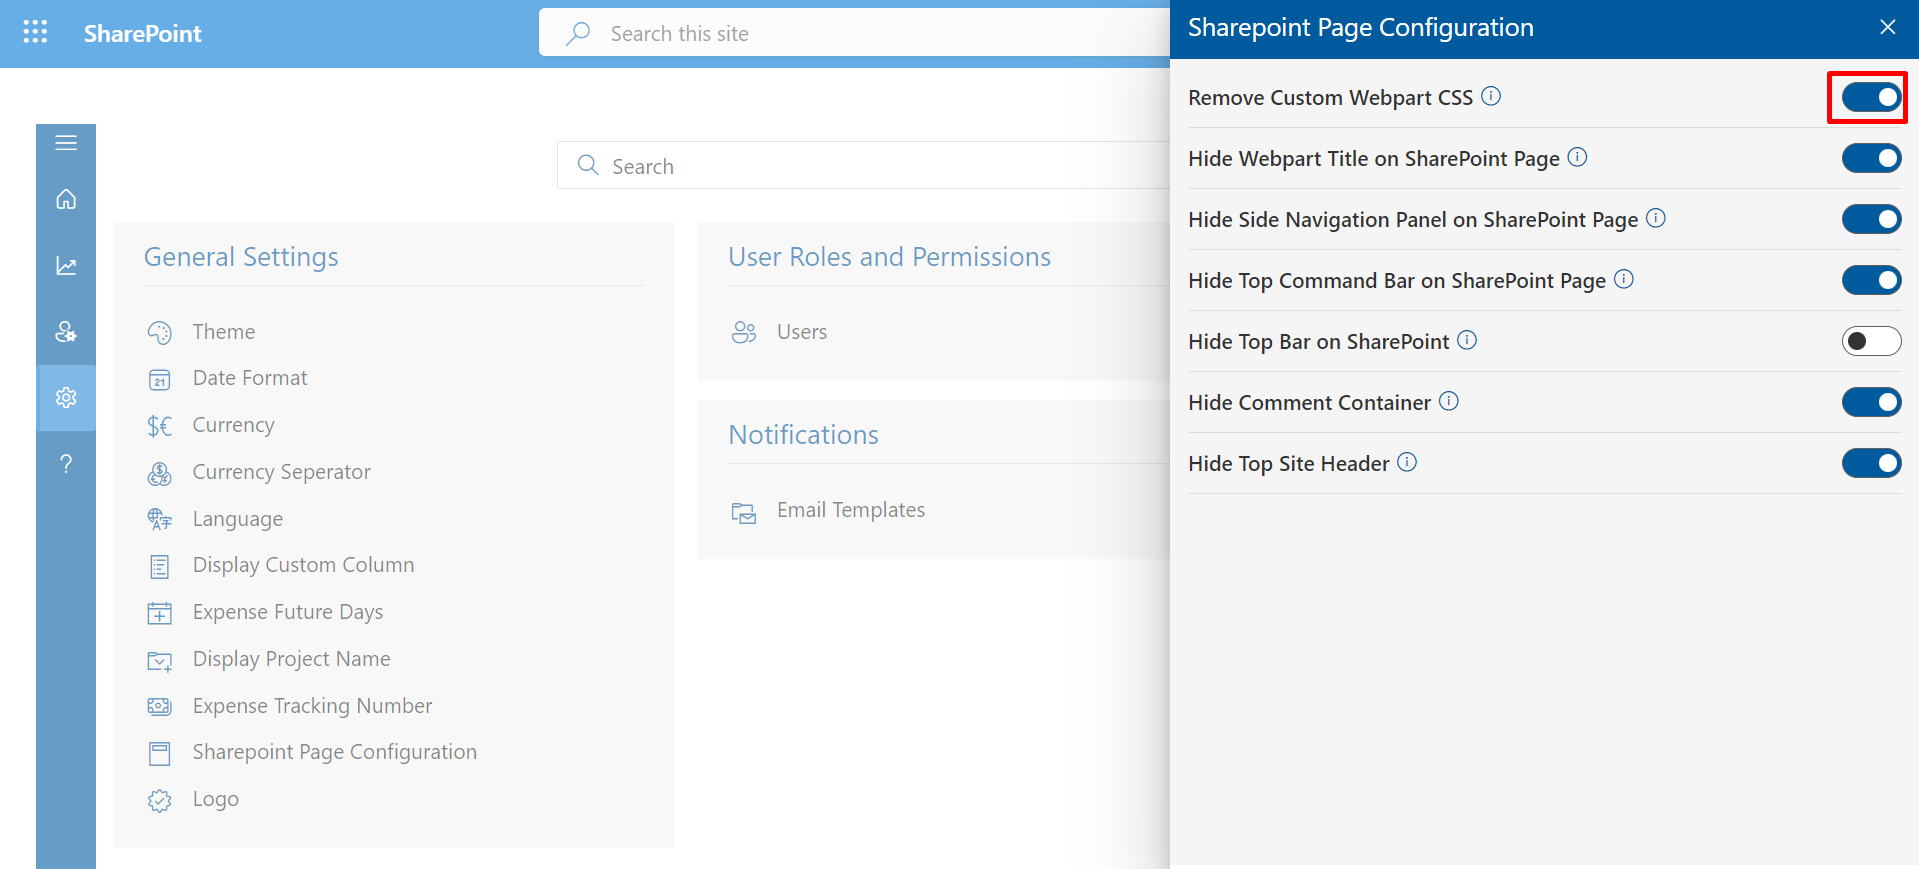 SharePoint
Search this site
Sharepoint Page Configuration
Search
General Settings
Theme
21
Date Format
Currency
Currency Seperator
Language
Display Custom Column
Expense Future Days
Display Project Name
Expense Tracking Number
Sharepoint Page Configuration
Logo
User Roles and Permissions
Users
Notifications
Email Templates
Remove Custom Webpart CSS
Hide Webpart Title on SharePoint Page
Hide Side Navigation Panel on SharePoint Page
Hide Top Command Bar on SharePoint Page
Hide Top Bar on SharePoint
Hide Comment Container
Hide Top Site Header